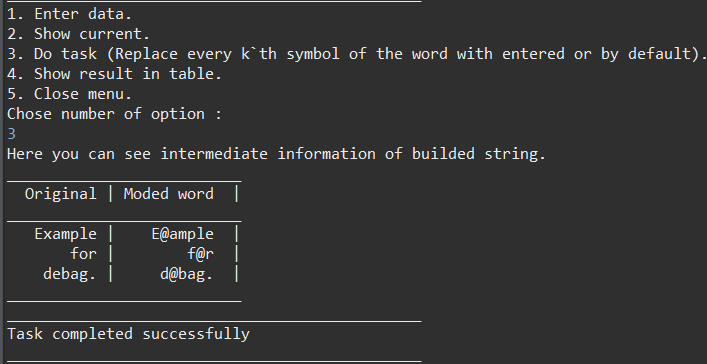 1. Enter data.
2. Show current.
3. Do task (Replace every k`th symbol of the word with entered or by default).
4. Show result in table.
5. Close menu.
Chose number of option :
3
Here you can see intermediate information of builded string.
Original | Moded word |
Example | E@ample |
for | f@r |
debag. | d@bag. |
Task completed successfully